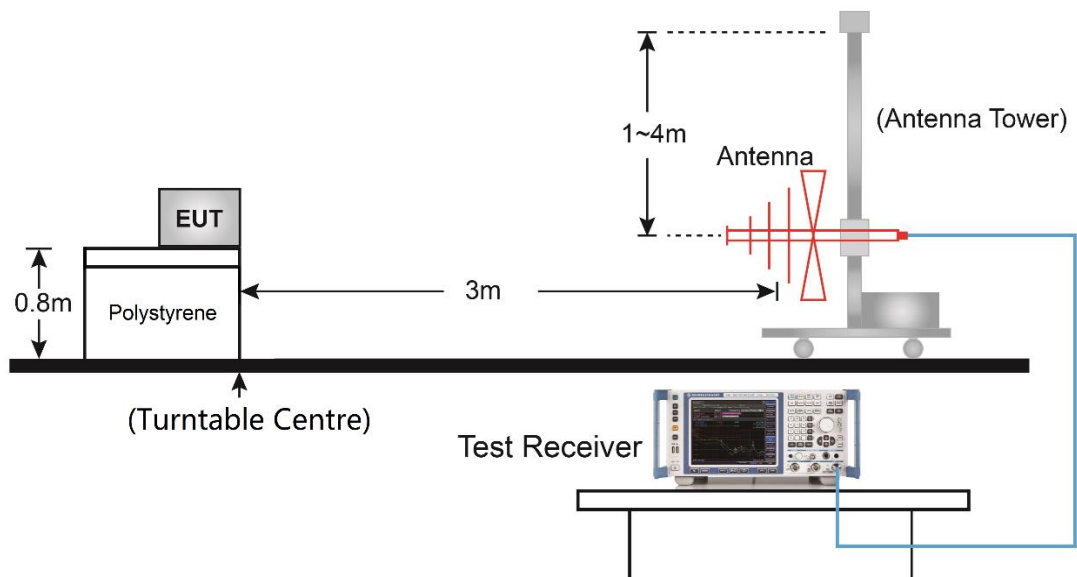 1~4m
(Antenna Tower)
Antenna
EUT
0.8m
Polystyrene
3m
(Turntable Centre)
Test Receiver